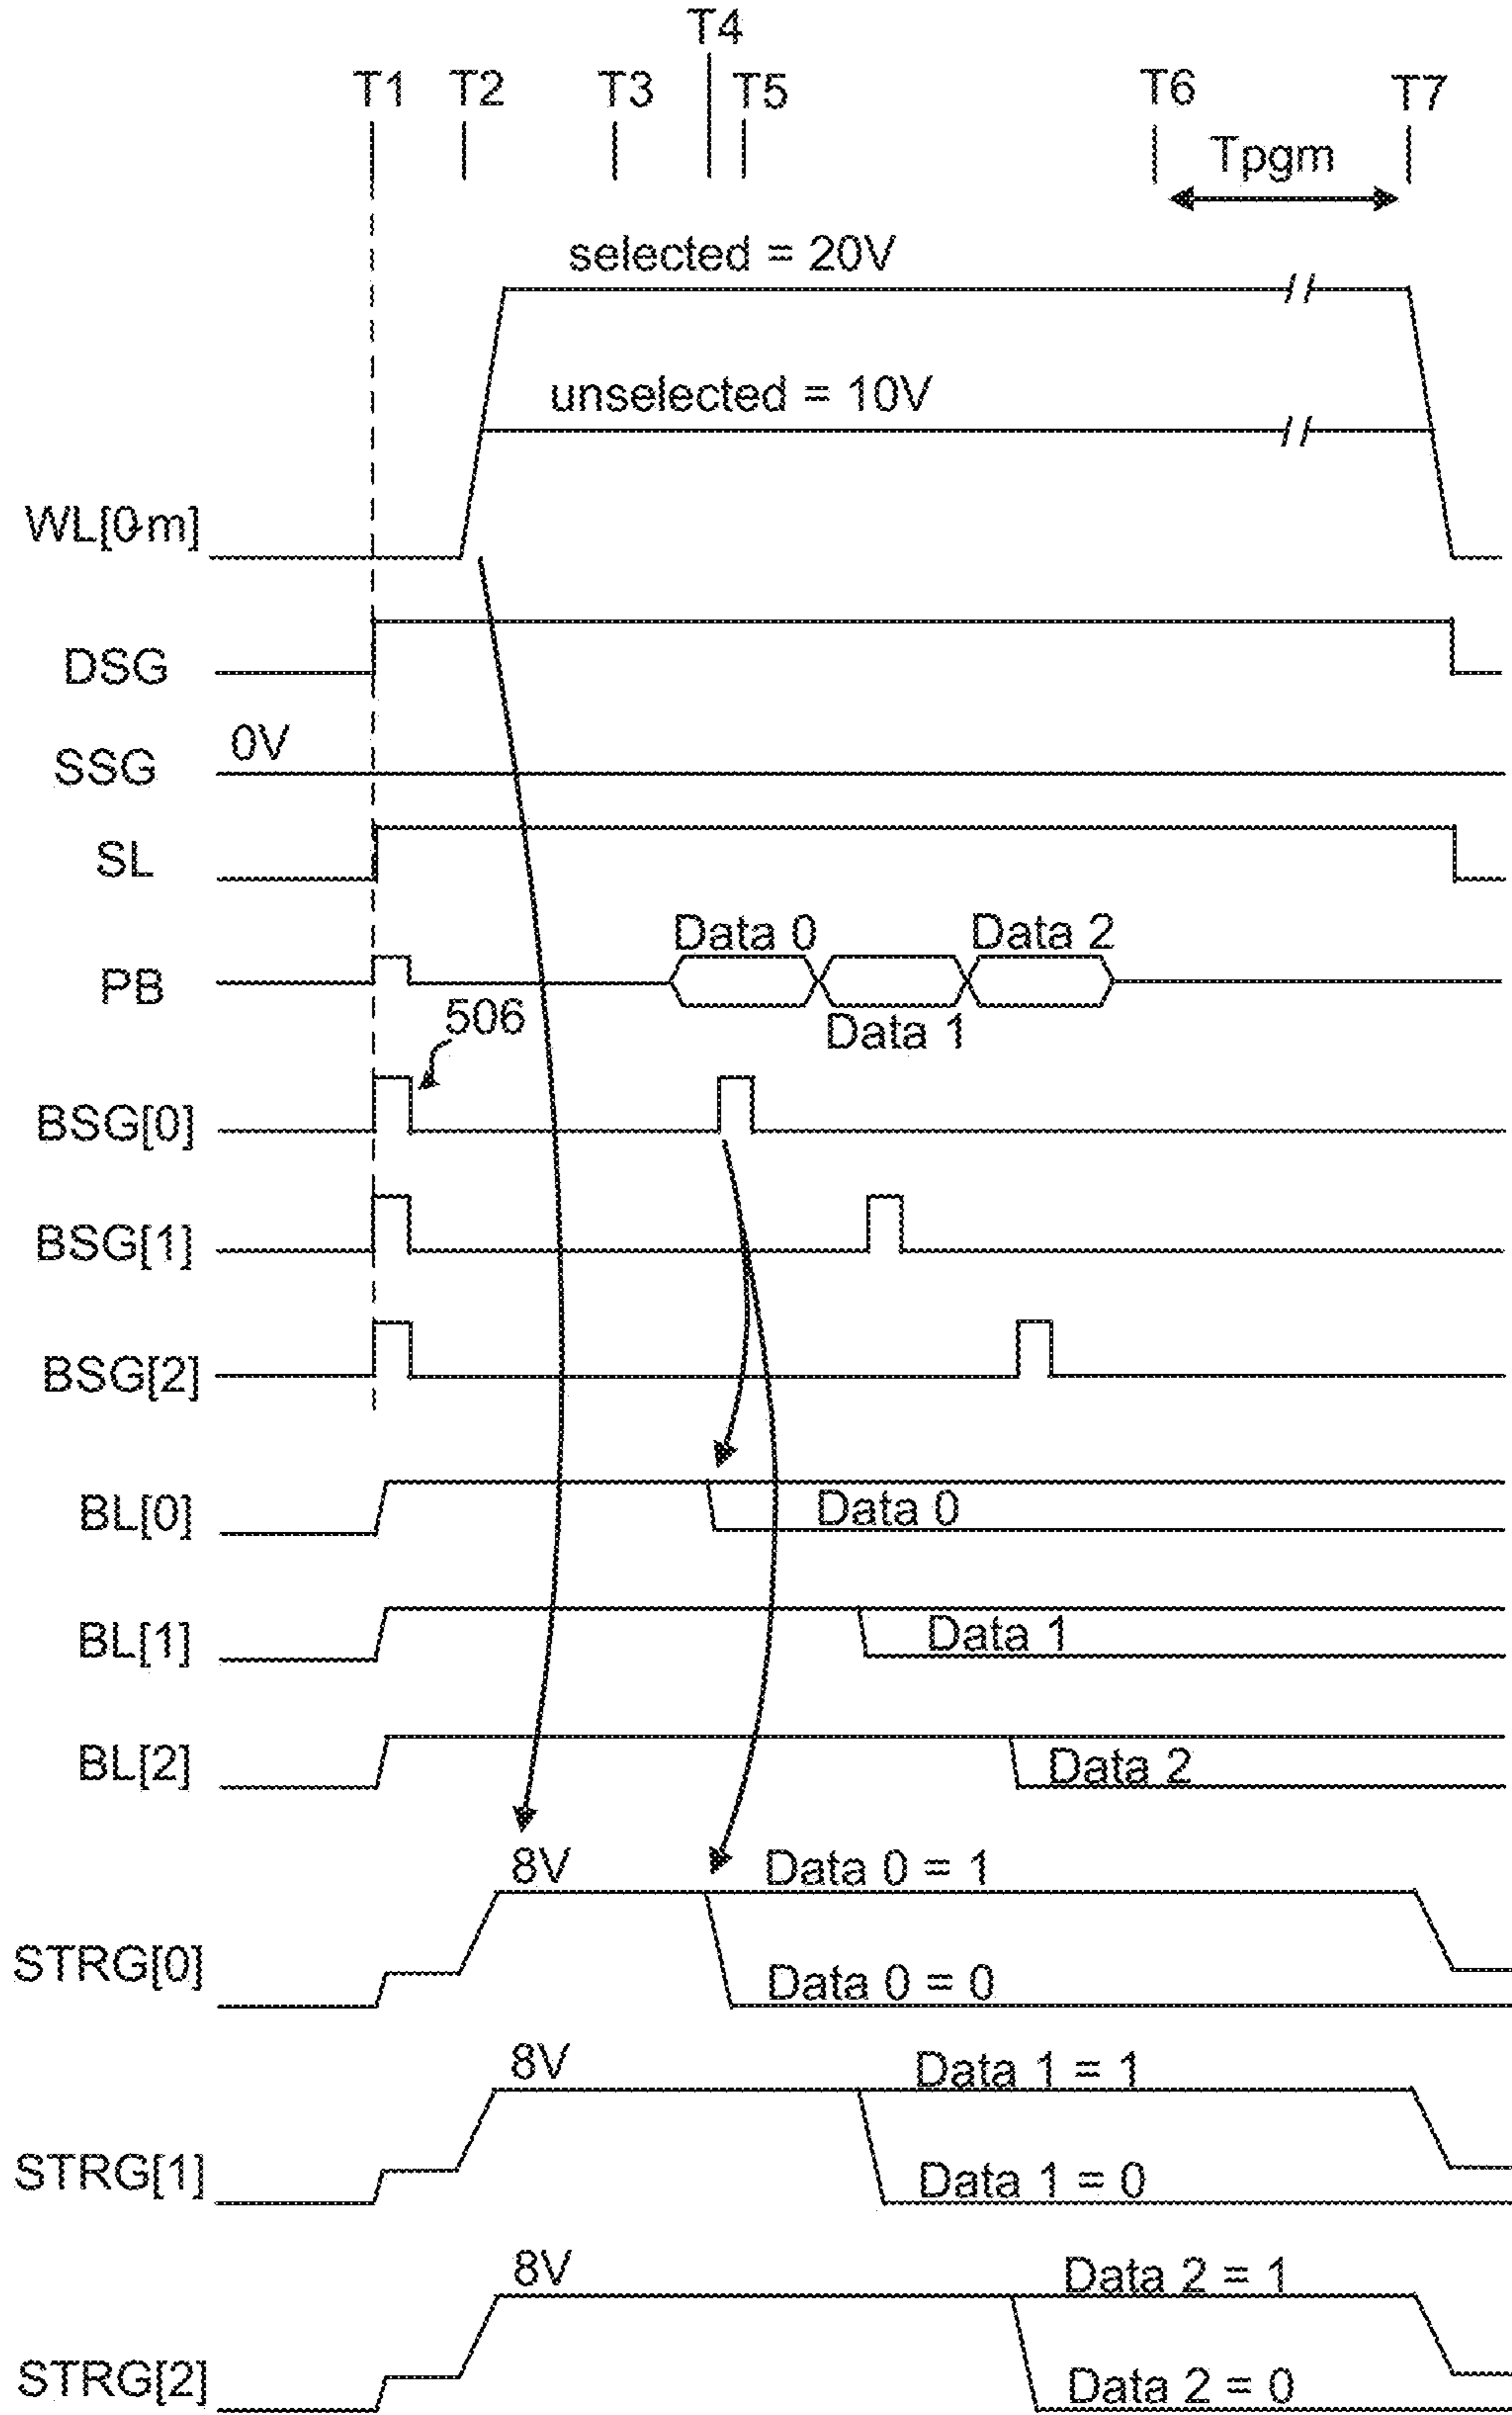 T4
T1 T2 T3 T5 T6 T7
Tpgm
selected = 20V
unselected = 10V
WL[0-m]
DSG
0V
SSG
SL
Data 0 Data 2
PB
506
Data 1
BSG[0]
BSG[1]
BSG[2]
BL[0] Data 0
BL[1] Data 1
BL[2] Data 2
8V Data 0 = 1
STRG[0] Data 0 = 0
8V Data 1 = 1
STRG[1] Data 1 = 0
8V Data 2 = 1
STRG[2] Data 2 = 0